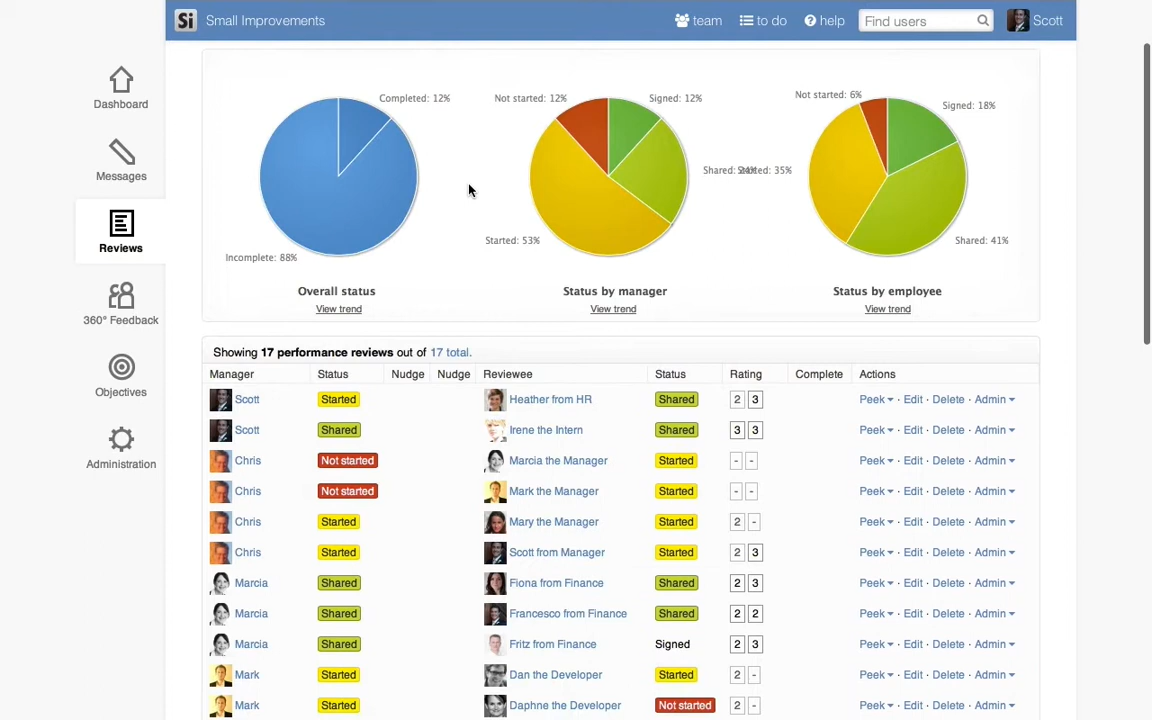 Si Small Improvements team to do ? help Find users Scott
Dashboard
Messages
Reviews
360° Feedback
Objectives
Administration
Completed: 12%
Incomplete: 88%
Overall status
View trend
Not started: 12%
Signed: 12%
Shared: 24%
Started: 53%
Status by manager
View trend
Not started: 6%
Signed: 18%
Started: 35%
Shared: 41%
Status by employee
View trend
Showing 17 performance reviews out of 17 total.
Manager Status Nudge Nudge Reviewee Status Rating Complete Actions
Scott Started Heather from HR Shared 2 3 Peek · Edit · Delete · Admin
Scott Shared Irene the Intern Shared 3 3 Peek · Edit · Delete · Admin
Chris Not started Marcia the Manager Started - - Peek · Edit · Delete · Admin
Chris Not started Mark the Manager Started - - Peek · Edit · Delete · Admin
Chris Started Mary the Manager Started 2 - Peek · Edit · Delete · Admin
Chris Started Scott from Manager Started 2 3 Peek · Edit · Delete · Admin
Marcia Shared Fiona from Finance Shared 2 3 Peek · Edit · Delete · Admin
Marcia Shared Francesco from Finance Shared 2 2 Peek · Edit · Delete · Admin
Marcia Shared Fritz from Finance Signed 2 3 Peek · Edit · Delete · Admin
Mark Started Dan the Developer Started 2 - Peek · Edit · Delete · Admin
Mark Started Daphne the Developer Not started 2 - Peek · Edit · Delete · Admin